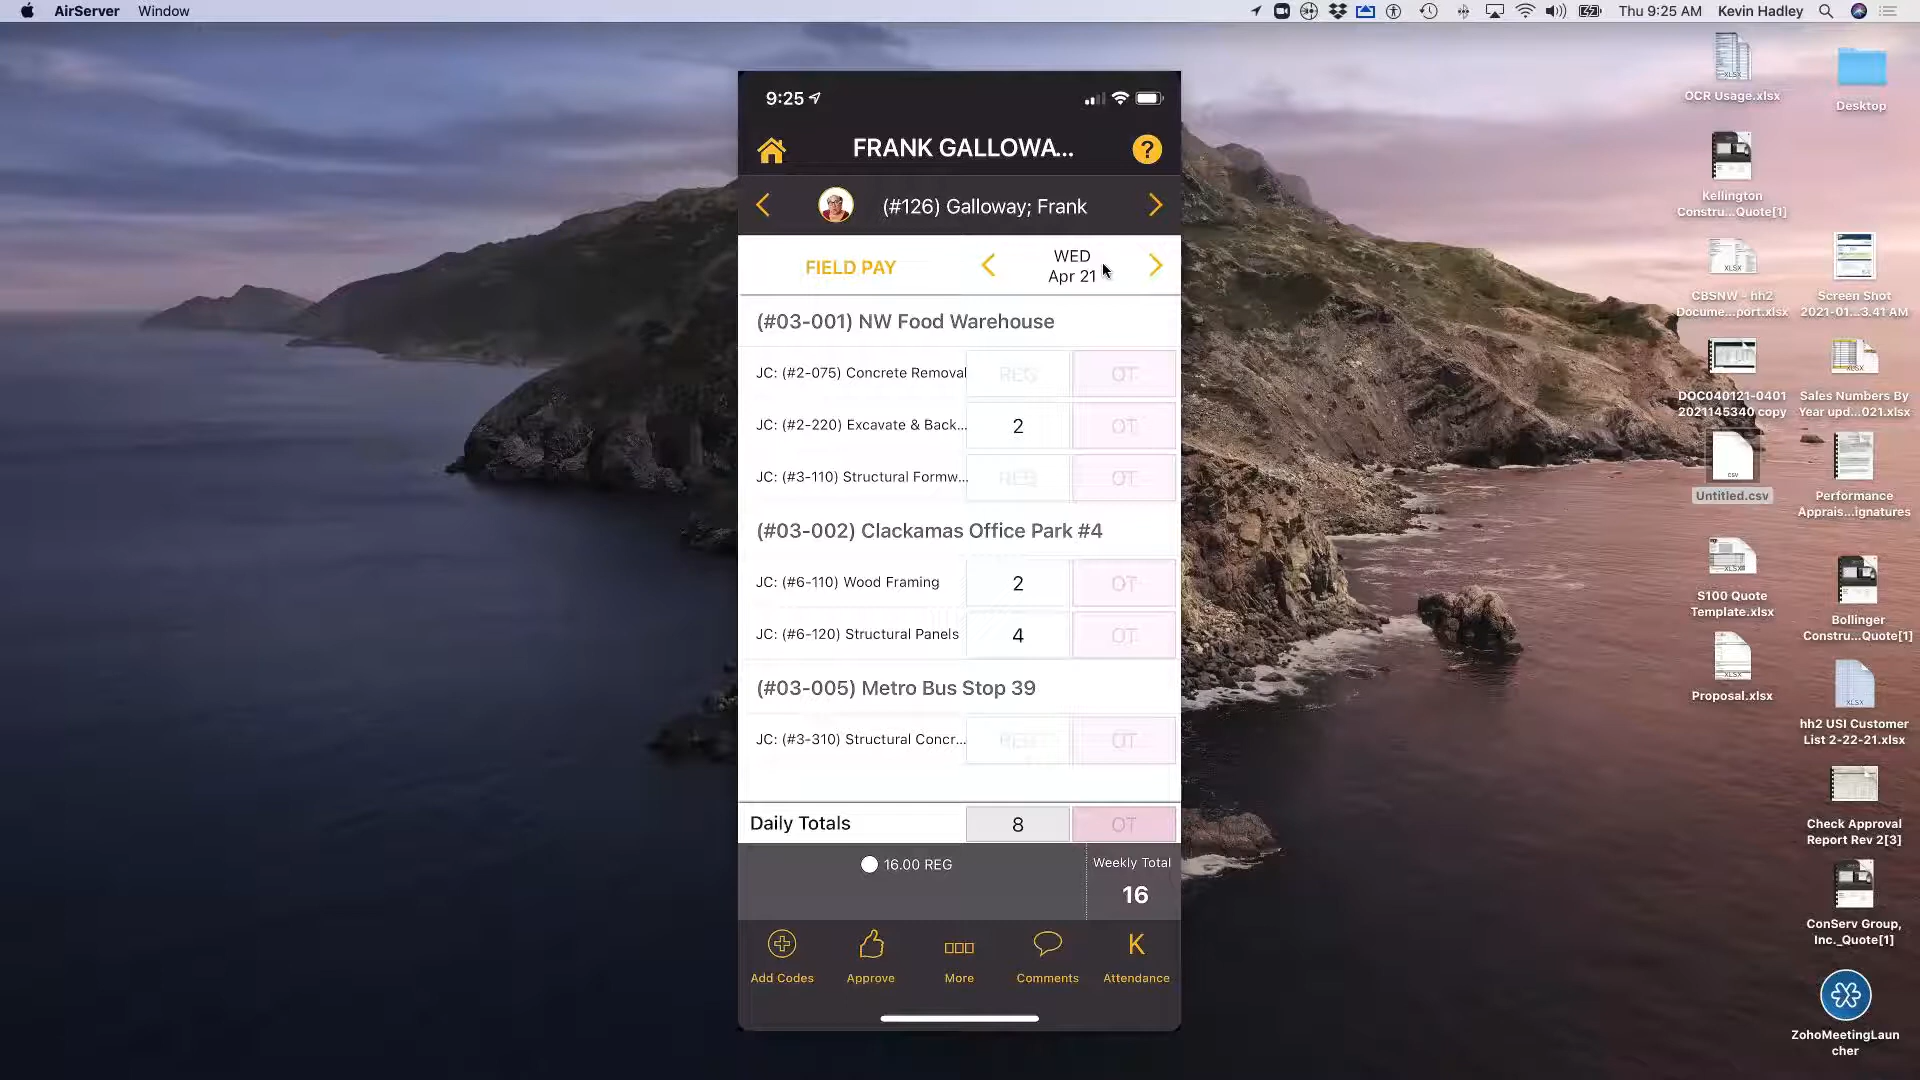 AirServer Window
Thu 9:25 AM Kevin Hadley
9:25
FRANK GALLOWA...
?
(#126) Galloway; Frank
FIELD PAY
WED
Apr 21
(#03-001) NW Food Warehouse
JC: (#2-075) Concrete Removal REG OT
JC: (#2-220) Excavate & Back... 2 OT
JC: (#3-110) Structural Formw... REG OT
(#03-002) Clackamas Office Park #4
JC: (#6-110) Wood Framing 2 OT
JC: (#6-120) Structural Panels 4 OT
(#03-005) Metro Bus Stop 39
JC: (#3-310) Structural Concr... REG OT
Daily Totals 8 OT
16.00 REG
Weekly Total
16
Add Codes Approve More Comments K Attendance
XLSX
OCR Usage.xlsx
Desktop
Kellington
Constru...Quote[1]
XLSX
CBSNW - hh2
Docume...port.xlsx
Screen Shot
2021-01...3.41 AM
DOC040121-0401
2021145340 copy
XLSX
Sales Numbers By
Year upd...021.xlsx
CSV
Untitled.csv
Performance
Apprais...ignatures
XLSX
S100 Quote
Template.xlsx
Bollinger
Constru...Quote[1]
XLSX
Proposal.xlsx
XLSX
hh2 USI Customer
List 2-22-21.xlsx
Check Approval
Report Rev 2[3]
ConServ Group,
Inc._Quote[1]
ZohoMeetingLaun
cher